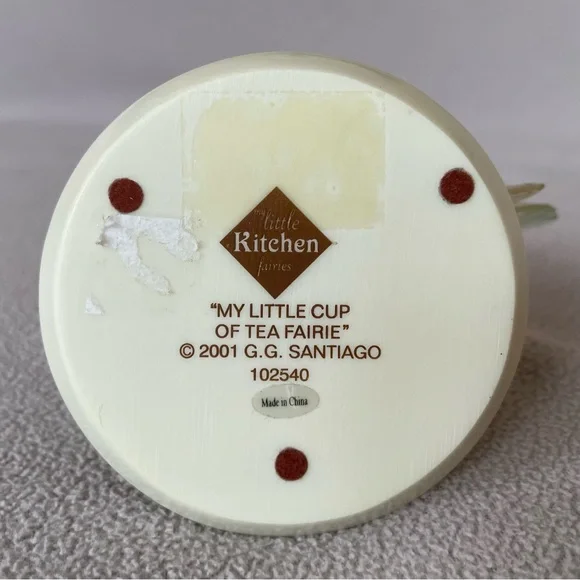 my
little
Kitchen
fairies
"MY LITTLE CUP
OF TEA FAIRIE"
© 2001 G.G. SANTIAGO
102540
Made in China